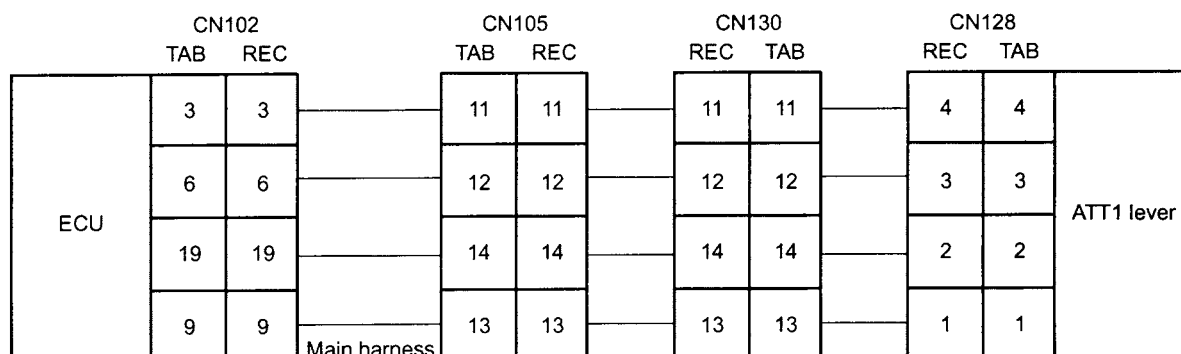 CN102 CN105 CN130 CN128
TAB REC TAB REC REC TAB REC TAB
3 3 11 11 11 11 4 4
6 6 12 12 12 12 3 3
ECU ATT1 lever
19 19 14 14 14 14 2 2
9 9 13 13 13 13 1 1
Main harness